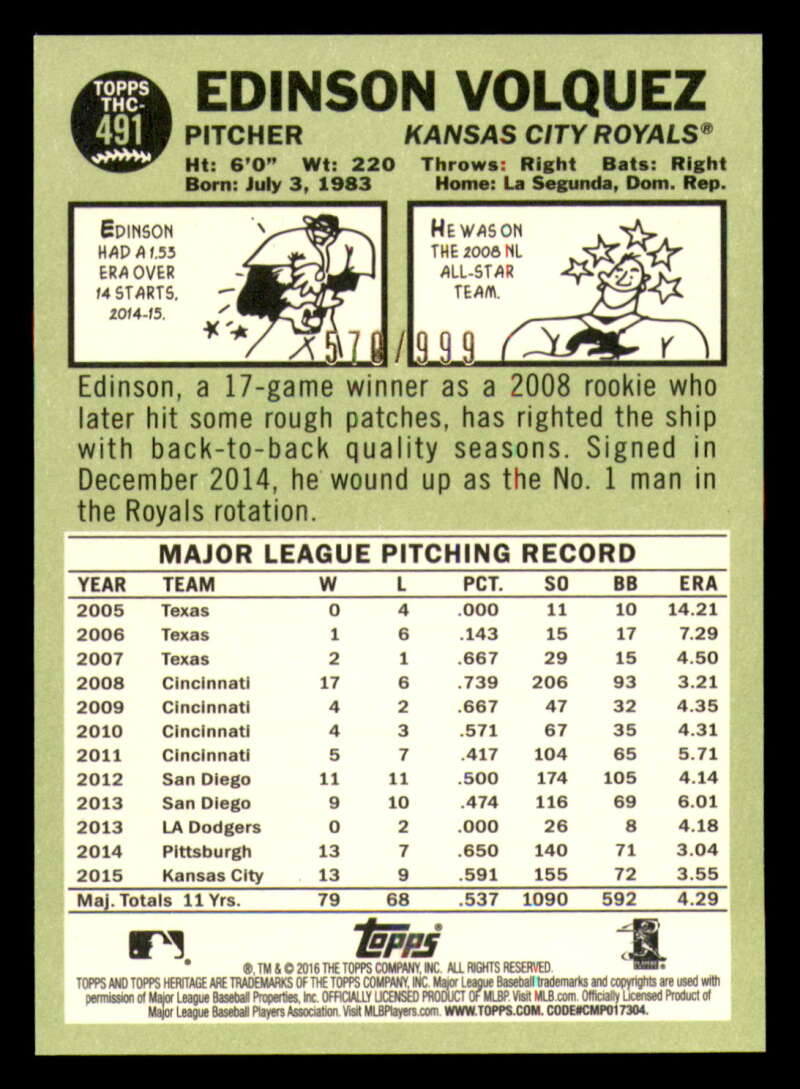 TOPPS
THC-
491
EDINSON VOLQUEZ
PITCHER KANSAS CITY ROYALS®
Ht: 6'0" Wt: 220 Throws: Right Bats: Right
Born: July 3, 1983 Home: La Segunda, Dom. Rep.
EDINSON
HAD A 1.53
ERA OVER
14 STARTS,
2014-15.
HE WAS ON
THE 2008 NL
ALL-STAR
TEAM.
570/999
Edinson, a 17-game winner as a 2008 rookie who
later hit some rough patches, has righted the ship
with back-to-back quality seasons. Signed in
December 2014, he wound up as the No. 1 man in
the Royals rotation.
MAJOR LEAGUE PITCHING RECORD
YEAR TEAM W L PCT. SO BB ERA
2005 Texas 0 4 .000 11 10 14.21
2006 Texas 1 6 .143 15 17 7.29
2007 Texas 2 1 .667 29 15 4.50
2008 Cincinnati 17 6 .739 206 93 3.21
2009 Cincinnati 4 2 .667 47 32 4.35
2010 Cincinnati 4 3 .571 67 35 4.31
2011 Cincinnati 5 7 .417 104 65 5.71
2012 San Diego 11 11 .500 174 105 4.14
2013 San Diego 9 10 .474 116 69 6.01
2013 LA Dodgers 0 2 .000 26 8 4.18
2014 Pittsburgh 13 7 .650 140 71 3.04
2015 Kansas City 13 9 .591 155 72 3.55
Maj. Totals 11 Yrs. 79 68 .537 1090 592 4.29
topps®
®, TM & © 2016 THE TOPPS COMPANY, INC. ALL RIGHTS RESERVED.
TOPPS AND TOPPS HERITAGE ARE TRADEMARKS OF THE TOPPS COMPANY, INC. Major League Baseball trademarks and copyrights are used with
permission of Major League Baseball Properties, Inc. OFFICIALLY LICENSED PRODUCT OF MLBP. Visit MLB.com. Officially Licensed Product of
Major League Baseball Players Association. Visit MLBPlayers.com. WWW.TOPPS.COM. CODE#CMP017304.